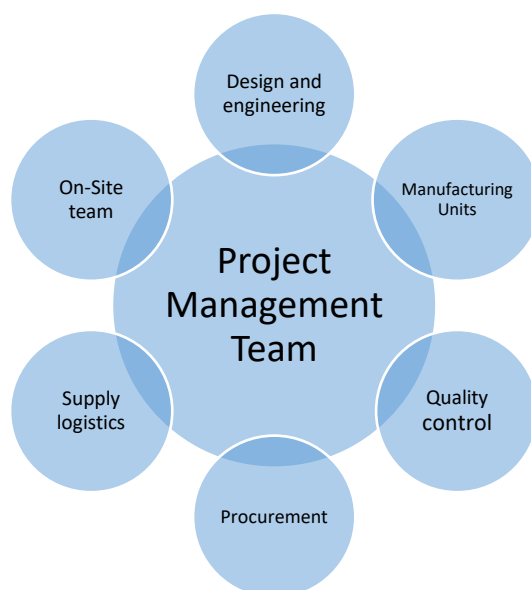 Design and
engineering
On-Site
team
Manufacturing
Units
Project
Management
Team
Supply
logistics
Quality
control
Procurement